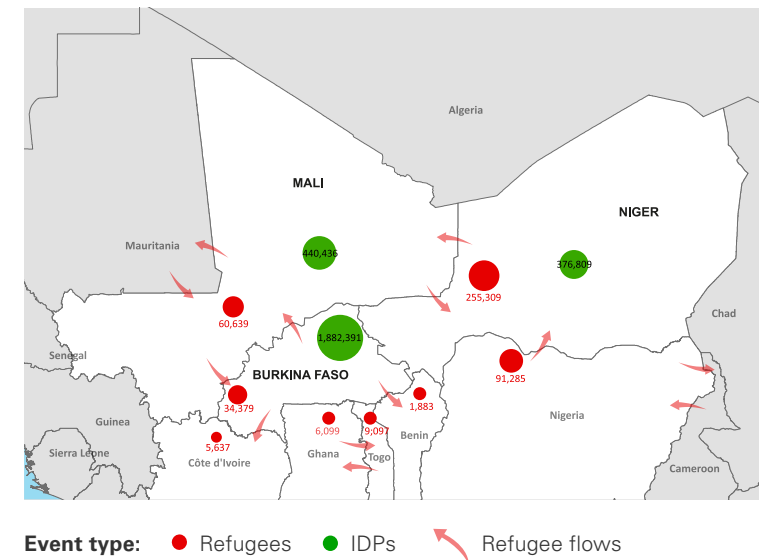 Algeria
MALI
NIGER
Mauritania
440,436
376,809
255,309
60,639
Chad
1,882,391
Senegal
BURKINA FASO
91,285
34,379
1,883
Guinea
6,099
9,097
Nigeria
5,637
Benin
Sierra Leone
Côte d'Ivoire
Ghana
Togo
Cameroon
Event type: Refugees IDPs Refugee flows